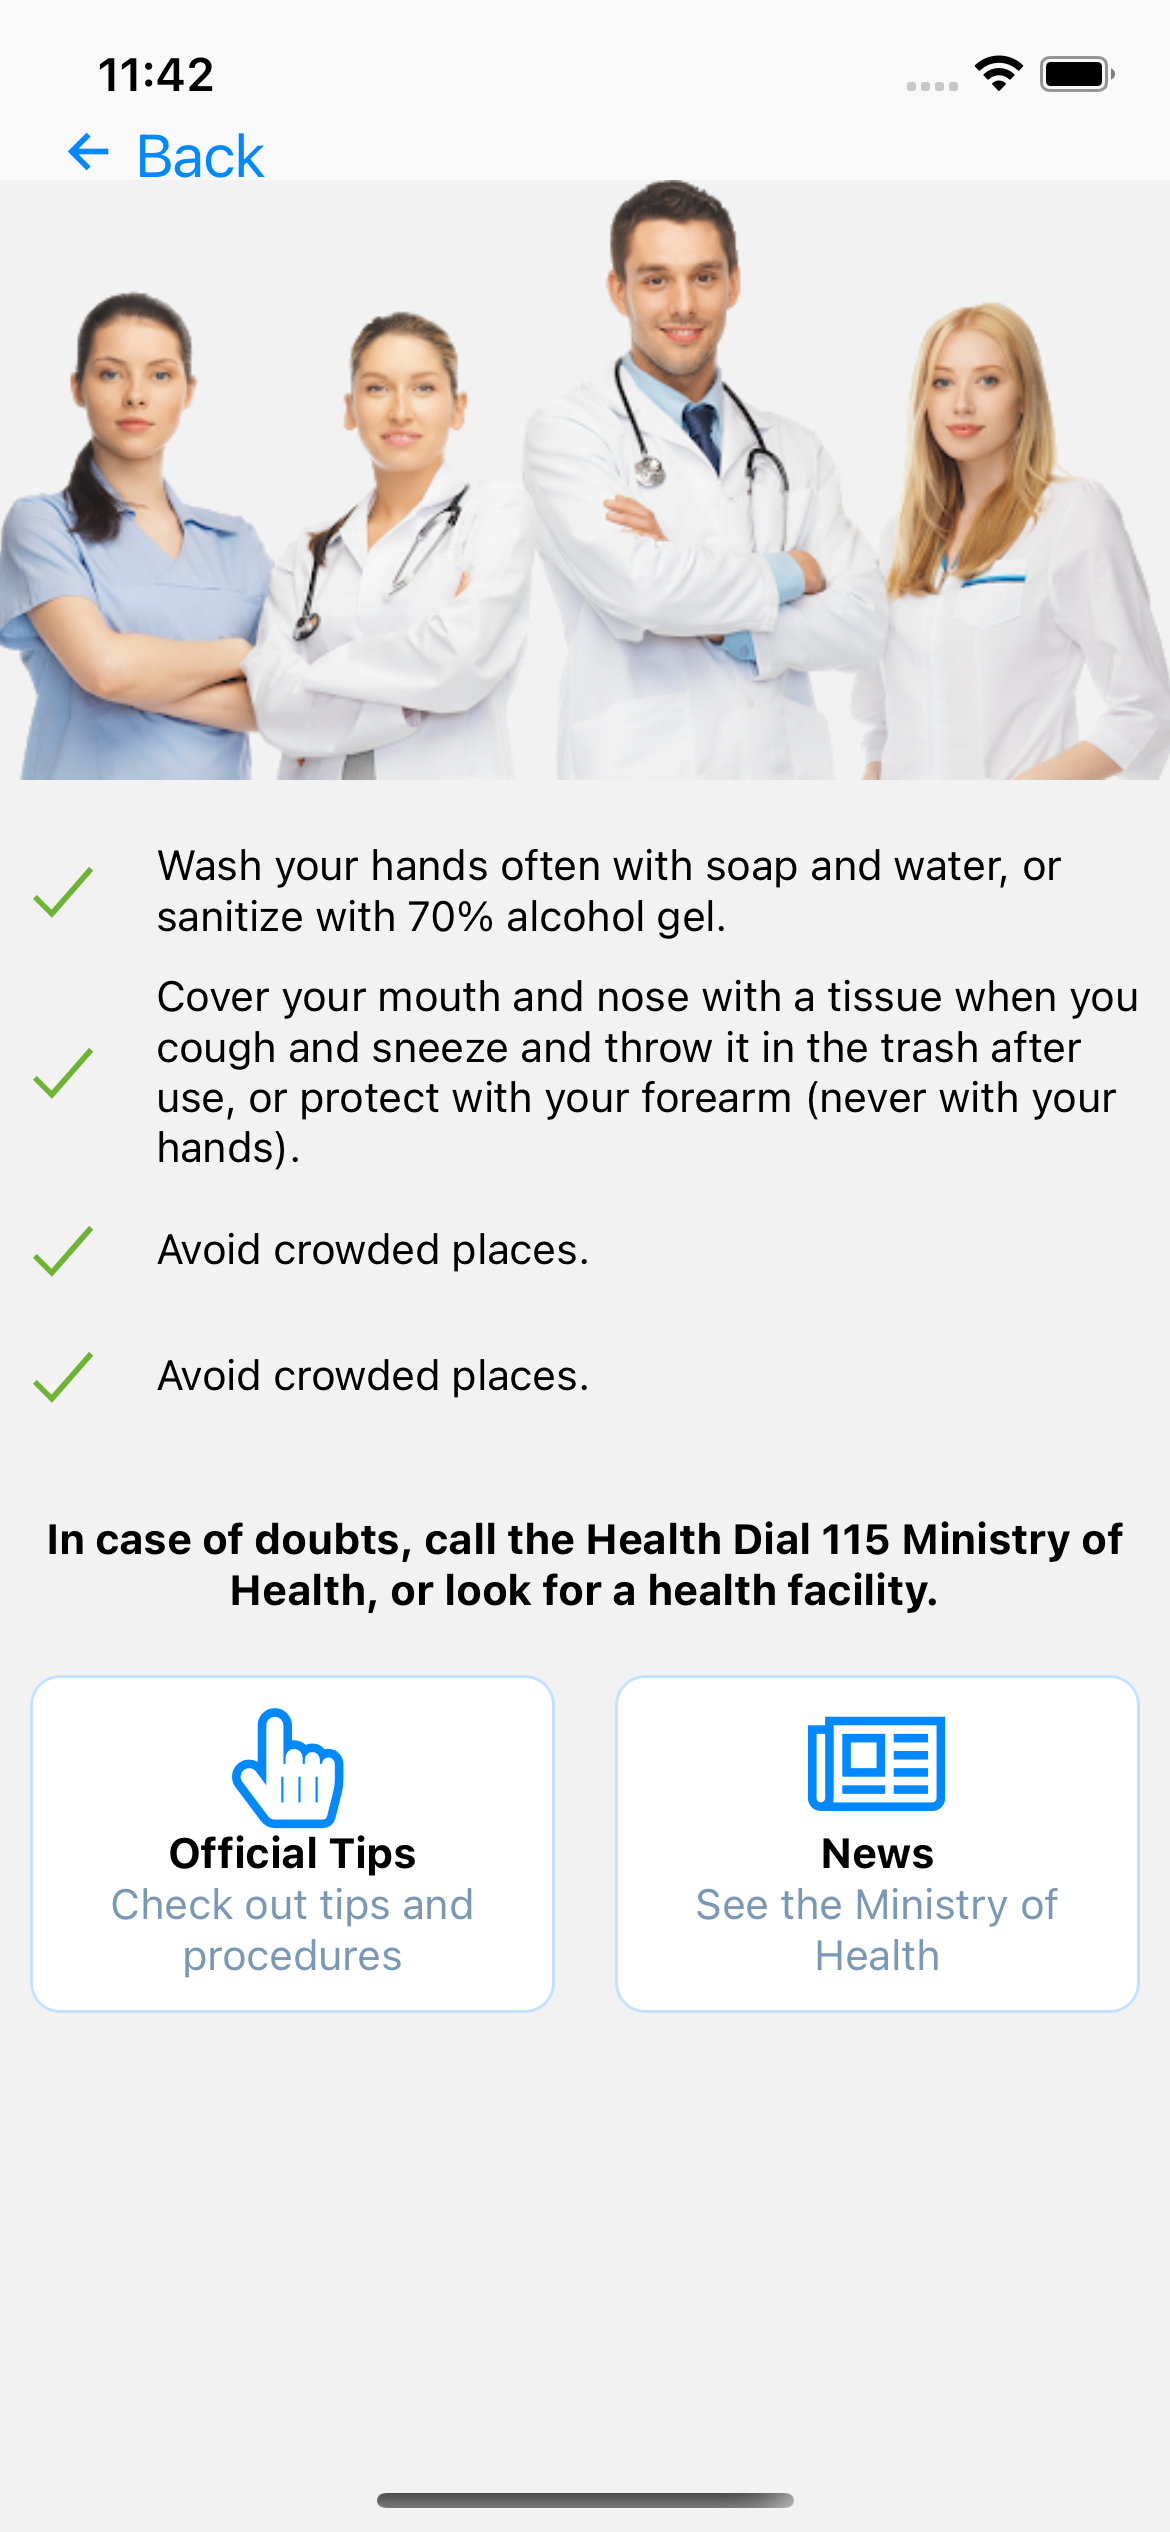 11:42
Back
Wash your hands often with soap and water, or
sanitize with 70% alcohol gel.
Cover your mouth and nose with a tissue when you
cough and sneeze and throw it in the trash after
use, or protect with your forearm (never with your
hands).
Avoid crowded places.
Avoid crowded places.
In case of doubts, call the Health Dial 115 Ministry of
Health, or look for a health facility.
Official Tips
Check out tips and
procedures
News
See the Ministry of
Health